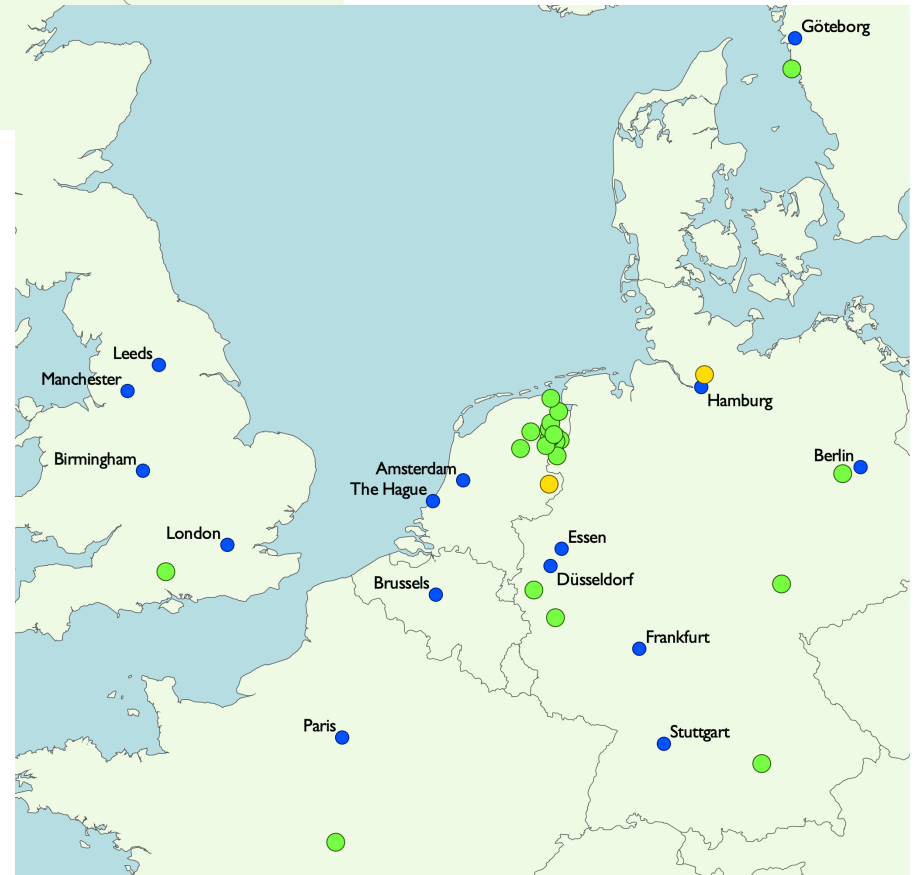 Göteborg
Leeds
Manchester
Hamburg
Birmingham
Berlin
Amsterdam
The Hague
London
Essen
Brussels
Düsseldorf
Frankfurt
Paris
Stuttgart